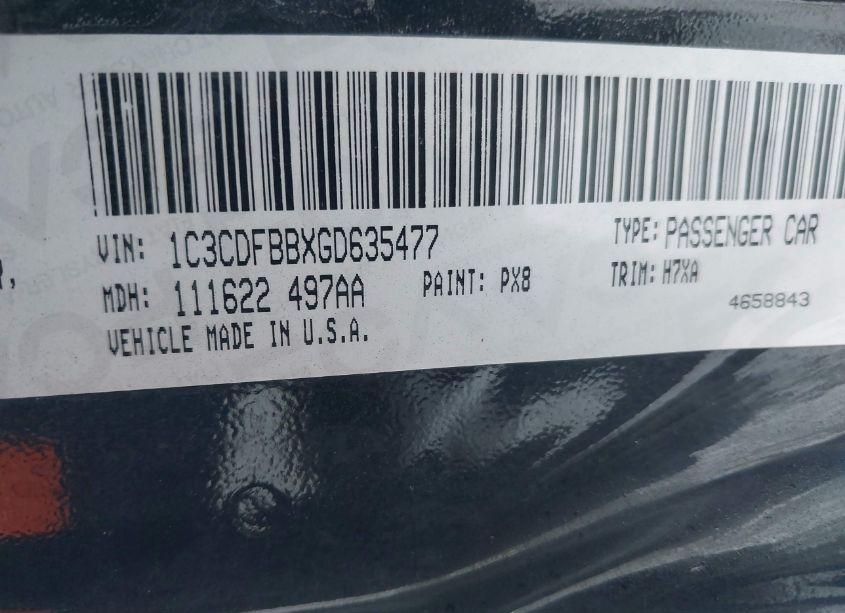 VIN: 1C3CDFBBXGD635477
TYPE: PASSENGER CAR
MDH: 111622 497AA
PAINT: PX8
TRIM: H7XA
4658843
VEHICLE MADE IN U.S.A.